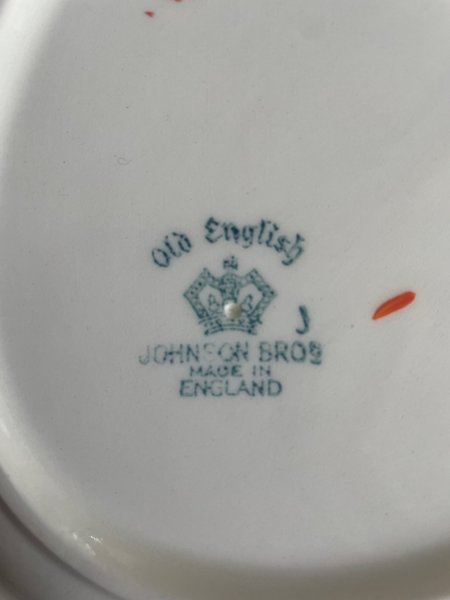 Old English
J
JOHNSON BROS
MADE IN
ENGLAND